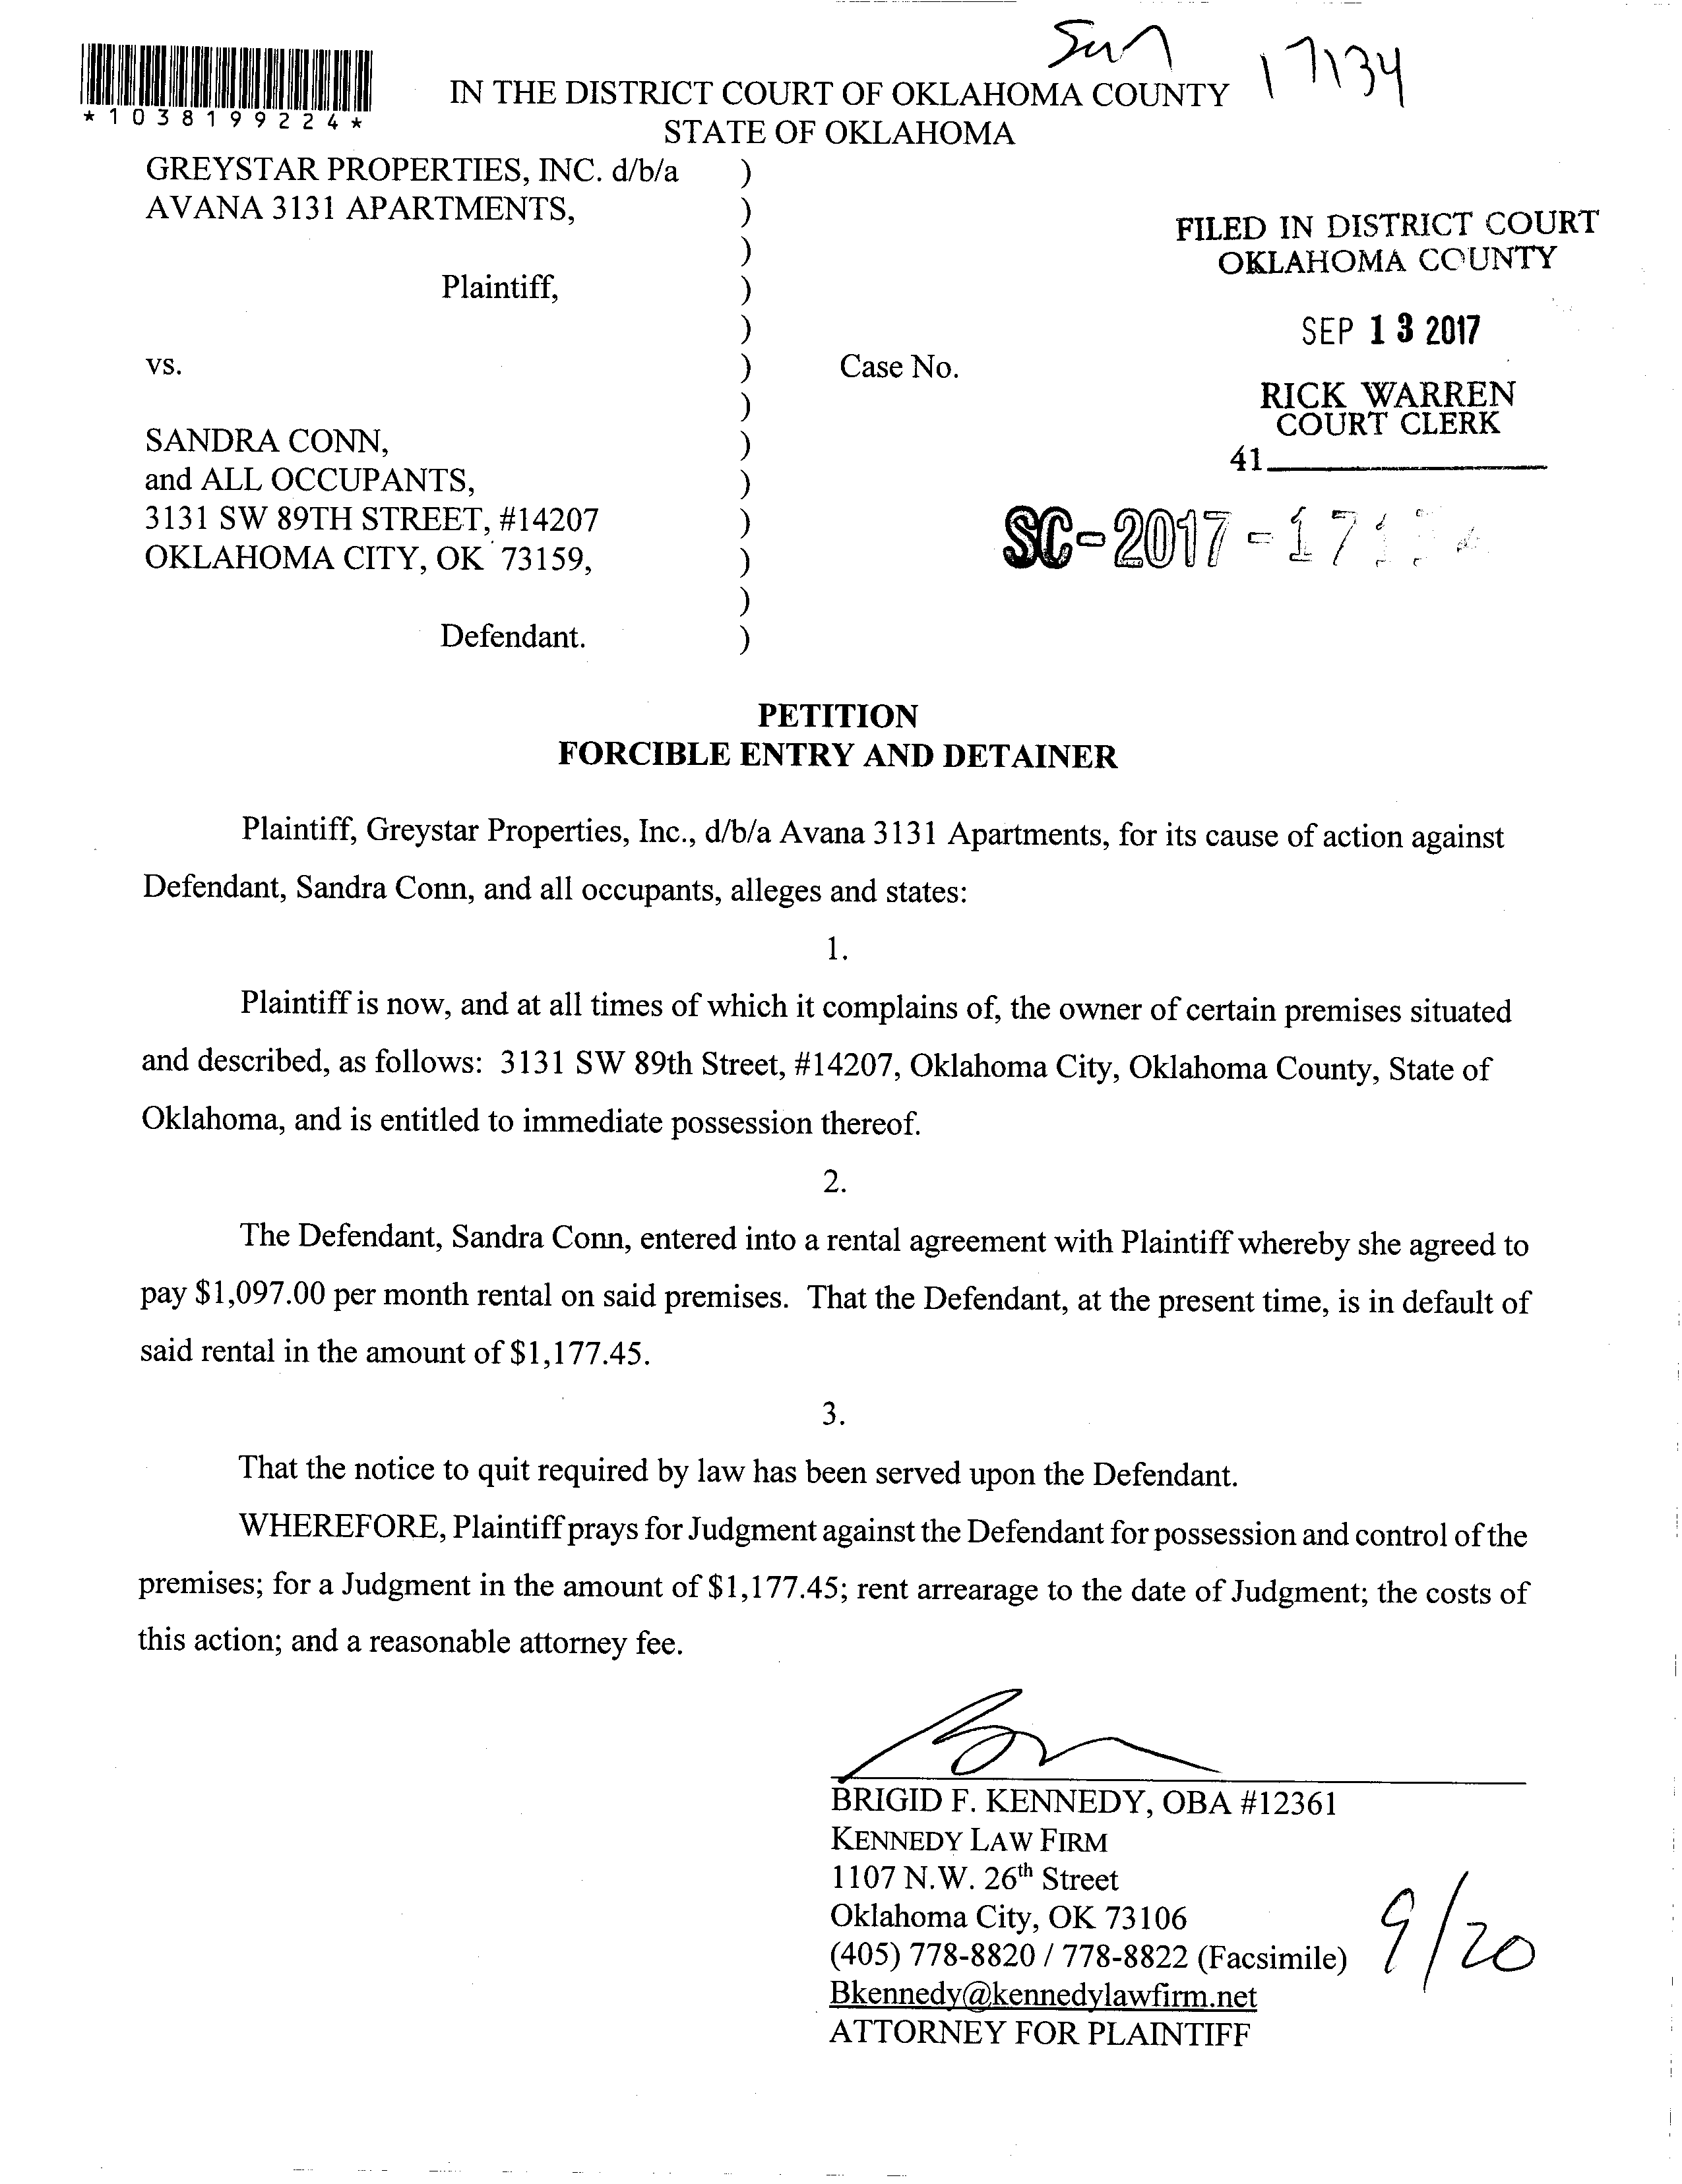 17134
*1038199224*
IN THE DISTRICT COURT OF OKLAHOMA COUNTY
STATE OF OKLAHOMA
GREYSTAR PROPERTIES, INC. d/b/a )
AVANA 3131 APARTMENTS, )
)
Plaintiff, )
)
vs. ) Case No.
)
SANDRA CONN, )
and ALL OCCUPANTS, )
3131 SW 89TH STREET, #14207 )
OKLAHOMA CITY, OK 73159, )
)
Defendant. )
FILED IN DISTRICT COURT
OKLAHOMA COUNTY
SEP 13 2017
RICK WARREN
COURT CLERK
41
SC-2017-171
PETITION
FORCIBLE ENTRY AND DETAINER
Plaintiff, Greystar Properties, Inc., d/b/a Avana 3131 Apartments, for its cause of action against
Defendant, Sandra Conn, and all occupants, alleges and states:
1.
Plaintiff is now, and at all times of which it complains of, the owner of certain premises situated
and described, as follows: 3131 SW 89th Street, #14207, Oklahoma City, Oklahoma County, State of
Oklahoma, and is entitled to immediate possession thereof.
2.
The Defendant, Sandra Conn, entered into a rental agreement with Plaintiff whereby she agreed to
pay $1,097.00 per month rental on said premises. That the Defendant, at the present time, is in default of
said rental in the amount of $1,177.45.
3.
That the notice to quit required by law has been served upon the Defendant.
WHEREFORE, Plaintiff prays for Judgment against the Defendant for possession and control of the
premises; for a Judgment in the amount of $1,177.45; rent arrearage to the date of Judgment; the costs of
this action; and a reasonable attorney fee.
BRIGID F. KENNEDY, OBA #12361
KENNEDY LAW FIRM
1107 N.W. 26th Street
Oklahoma City, OK 73106
(405) 778-8820 / 778-8822 (Facsimile)
Bkennedy@kennedylawfirm.net
ATTORNEY FOR PLAINTIFF
9/20